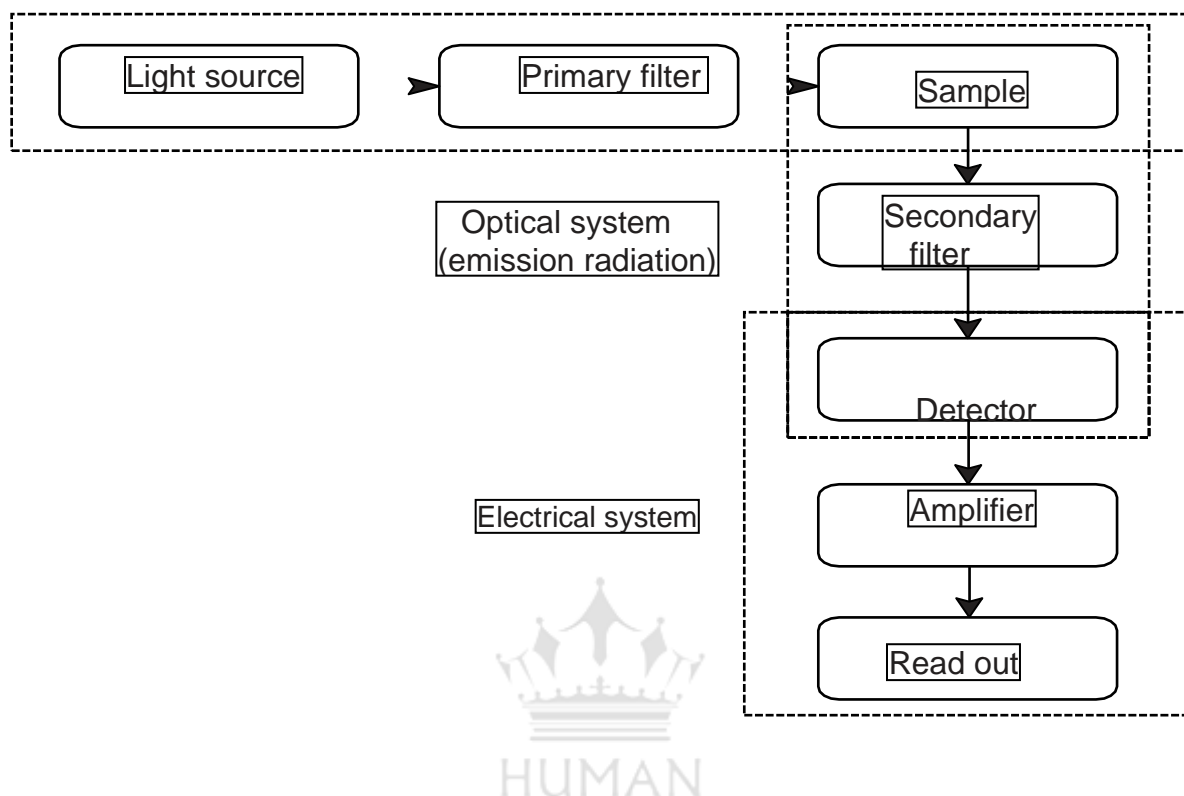 Light source
Primary filter
Sample
Optical system
(emission radiation)
Secondary
filter
Detector
Electrical system
Amplifier
Read out
HUMAN